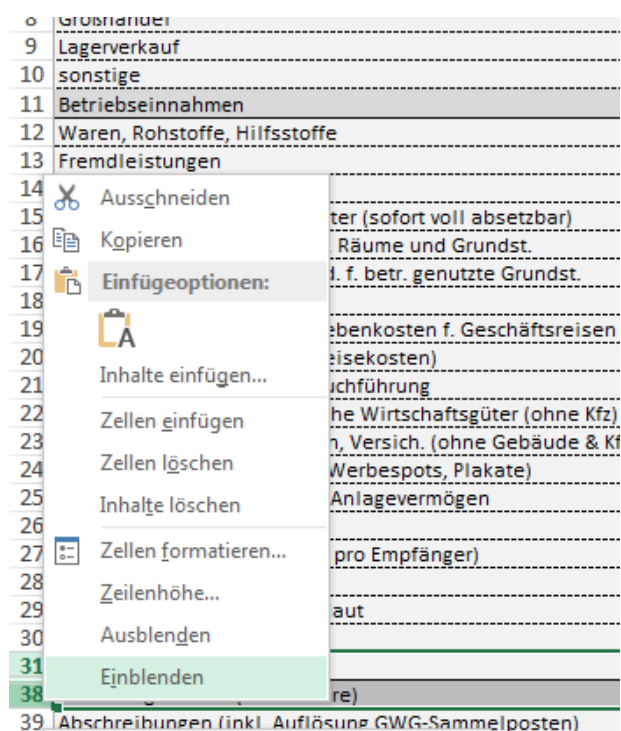 8 Großhandel
9 Lagerverkauf
10 sonstige
11 Betriebseinnahmen
12 Waren, Rohstoffe, Hilfsstoffe
13 Fremdleistungen
14
Ausschneiden
15 ter (sofort voll absetzbar)
16 Kopieren Räume und Grundst.
17 Einfügeoptionen: d. f. betr. genutzte Grundst.
18
19 A ebenkosten f. Geschäftsreisen
20 eisekosten)
21 Inhalte einfügen... uchführung
22 Zellen einfügen he Wirtschaftsgüter (ohne Kfz)
23 n, Versich. (ohne Gebäude & Kf
24 Zellen löschen Werbespots, Plakate)
25 Inhalte löschen Anlagevermögen
26
27 Zellen formatieren... pro Empfänger)
28
Zeilenhöhe...
29 aut
30 Ausblenden
31
Einblenden
38 re)
39 Abschreibungen (inkl. Auflösung GWG-Sammelposten)